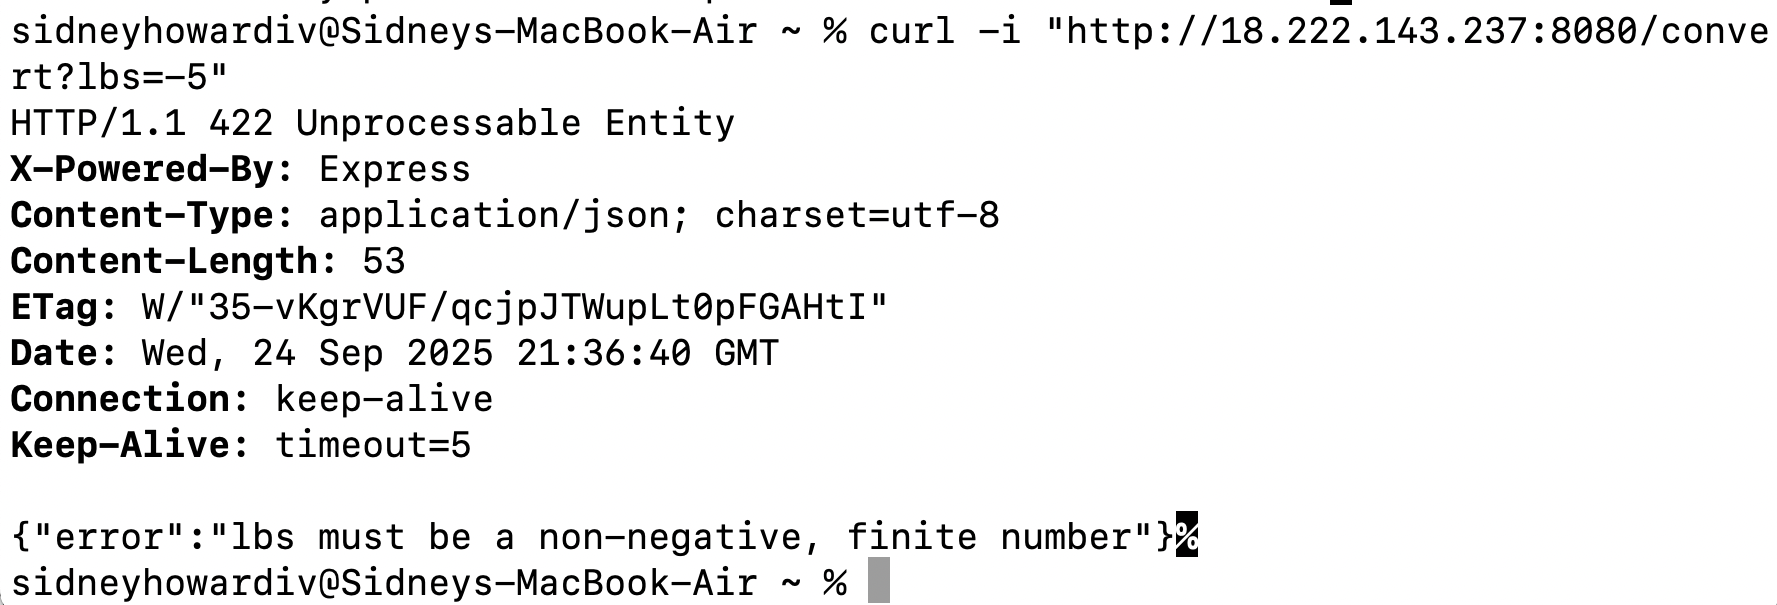 sidneyhowardiv@Sidneys-MacBook-Air ~ % curl -i "http://18.222.143.237:8080/conve
rt?lbs=-5"
HTTP/1.1 422 Unprocessable Entity
X-Powered-By: Express
Content-Type: application/json; charset=utf-8
Content-Length: 53
ETag: W/"35-vKgrVUF/qcjpJTWupLt0pFGAHtI"
Date: Wed, 24 Sep 2025 21:36:40 GMT
Connection: keep-alive
Keep-Alive: timeout=5

{"error":"lbs must be a non-negative, finite number"}%
sidneyhowardiv@Sidneys-MacBook-Air ~ %